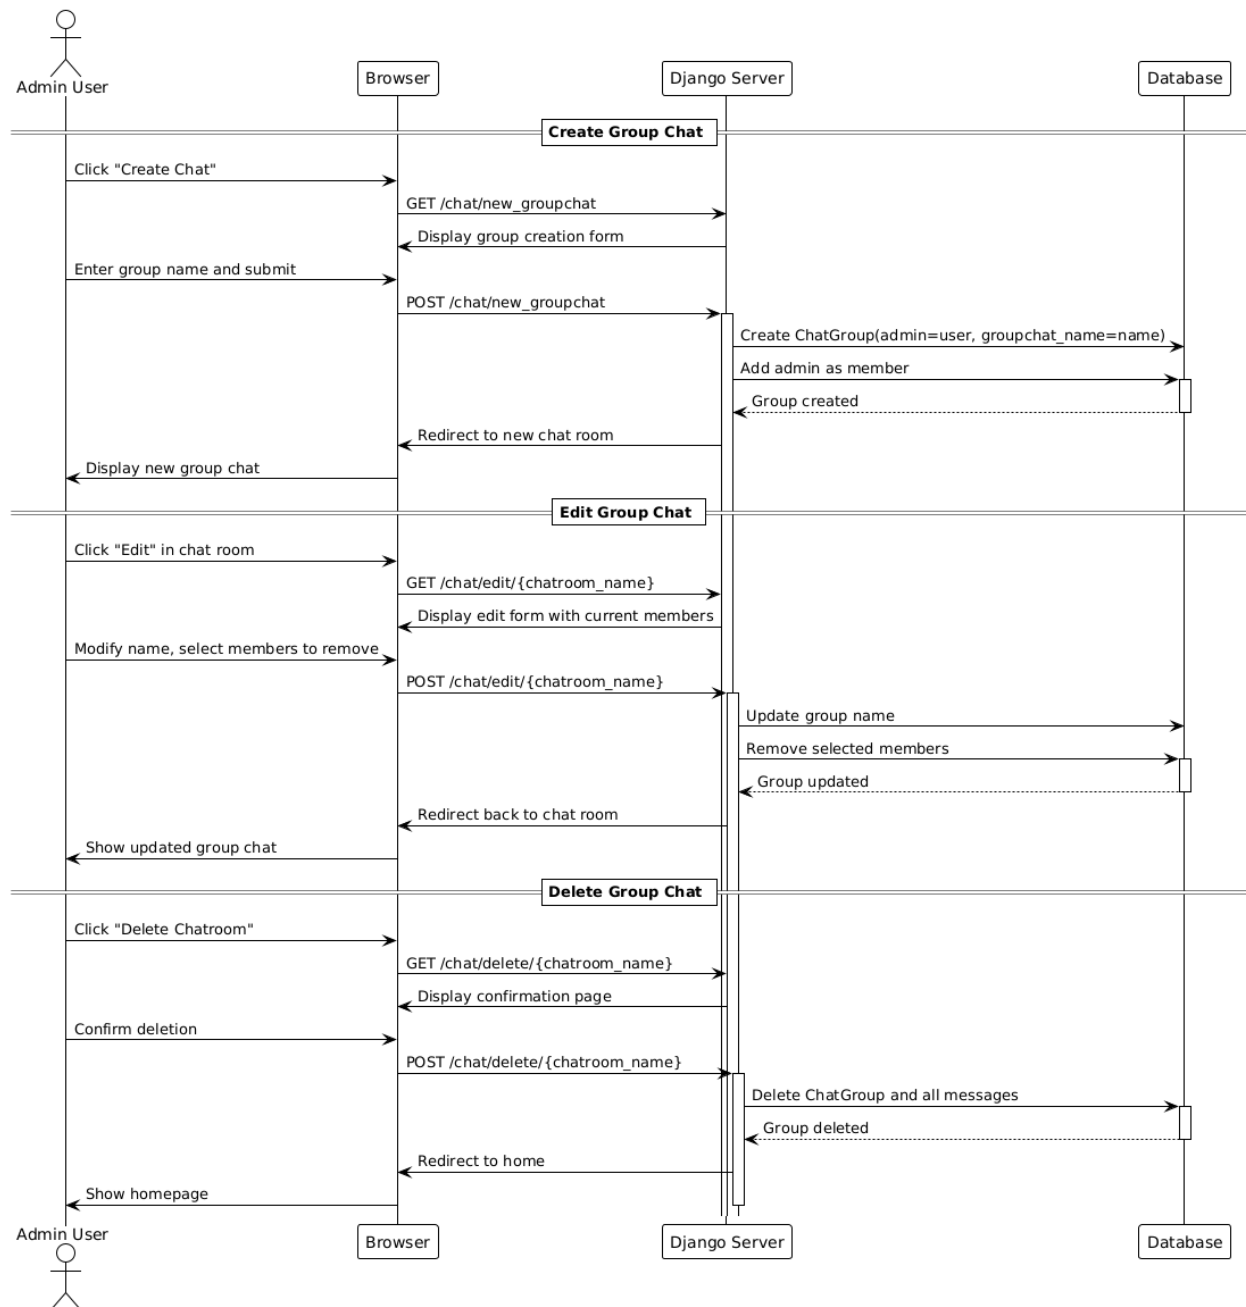 Admin User
Browser
Django Server
Database
Create Group Chat
Click "Create Chat"
GET /chat/new_groupchat
Display group creation form
Enter group name and submit
POST /chat/new_groupchat
Create ChatGroup(admin=user, groupchat_name=name)
Add admin as member
Group created
Redirect to new chat room
Display new group chat
Edit Group Chat
Click "Edit" in chat room
GET /chat/edit/{chatroom_name}
Display edit form with current members
Modify name, select members to remove
POST /chat/edit/{chatroom_name}
Update group name
Remove selected members
Group updated
Redirect back to chat room
Show updated group chat
Delete Group Chat
Click "Delete Chatroom"
GET /chat/delete/{chatroom_name}
Display confirmation page
Confirm deletion
POST /chat/delete/{chatroom_name}
Delete ChatGroup and all messages
Group deleted
Redirect to home
Show homepage
Admin User
Browser
Django Server
Database